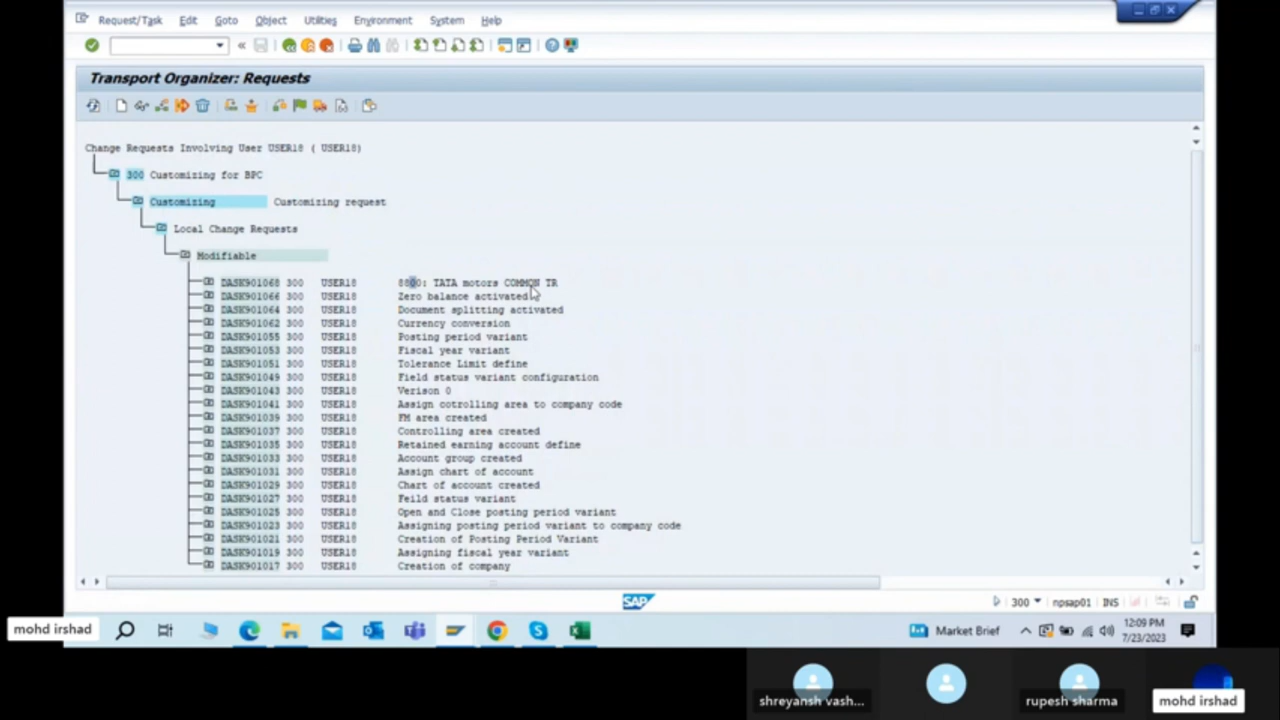 Request/Task Edit Goto Object Utilities Environment System Help
Transport Organizer: Requests
Change Requests Involving User USER18 ( USER18)
300 Customizing for BPC
Customizing Customizing request
Local Change Requests
Modifiable
DASK901068 300 USER18 8800: TATA motors COMMON TR
DASK901066 300 USER18 Zero balance activated
DASK901064 300 USER18 Document splitting activated
DASK901062 300 USER18 Currency conversion
DASK901055 300 USER18 Posting period variant
DASK901053 300 USER18 Fiscal year variant
DASK901051 300 USER18 Tolerance Limit define
DASK901049 300 USER18 Field status variant configuration
DASK901043 300 USER18 Verison 0
DASK901041 300 USER18 Assign cotrolling area to company code
DASK901039 300 USER18 FM area created
DASK901037 300 USER18 Controlling area created
DASK901035 300 USER18 Retained earning account define
DASK901033 300 USER18 Account group created
DASK901031 300 USER18 Assign chart of account
DASK901029 300 USER18 Chart of account created
DASK901027 300 USER18 Feild status variant
DASK901025 300 USER18 Open and Close posting period variant
DASK901023 300 USER18 Assigning posting period variant to company code
DASK901021 300 USER18 Creation of Posting Period Variant
DASK901019 300 USER18 Assigning fiscal year variant
DASK901017 300 USER18 Creation of company
SAP 300 npsap01 INS
mohd irshad Market Brief 12:09 PM
7/23/2023
shreyansh vash... rupesh sharma mohd irshad